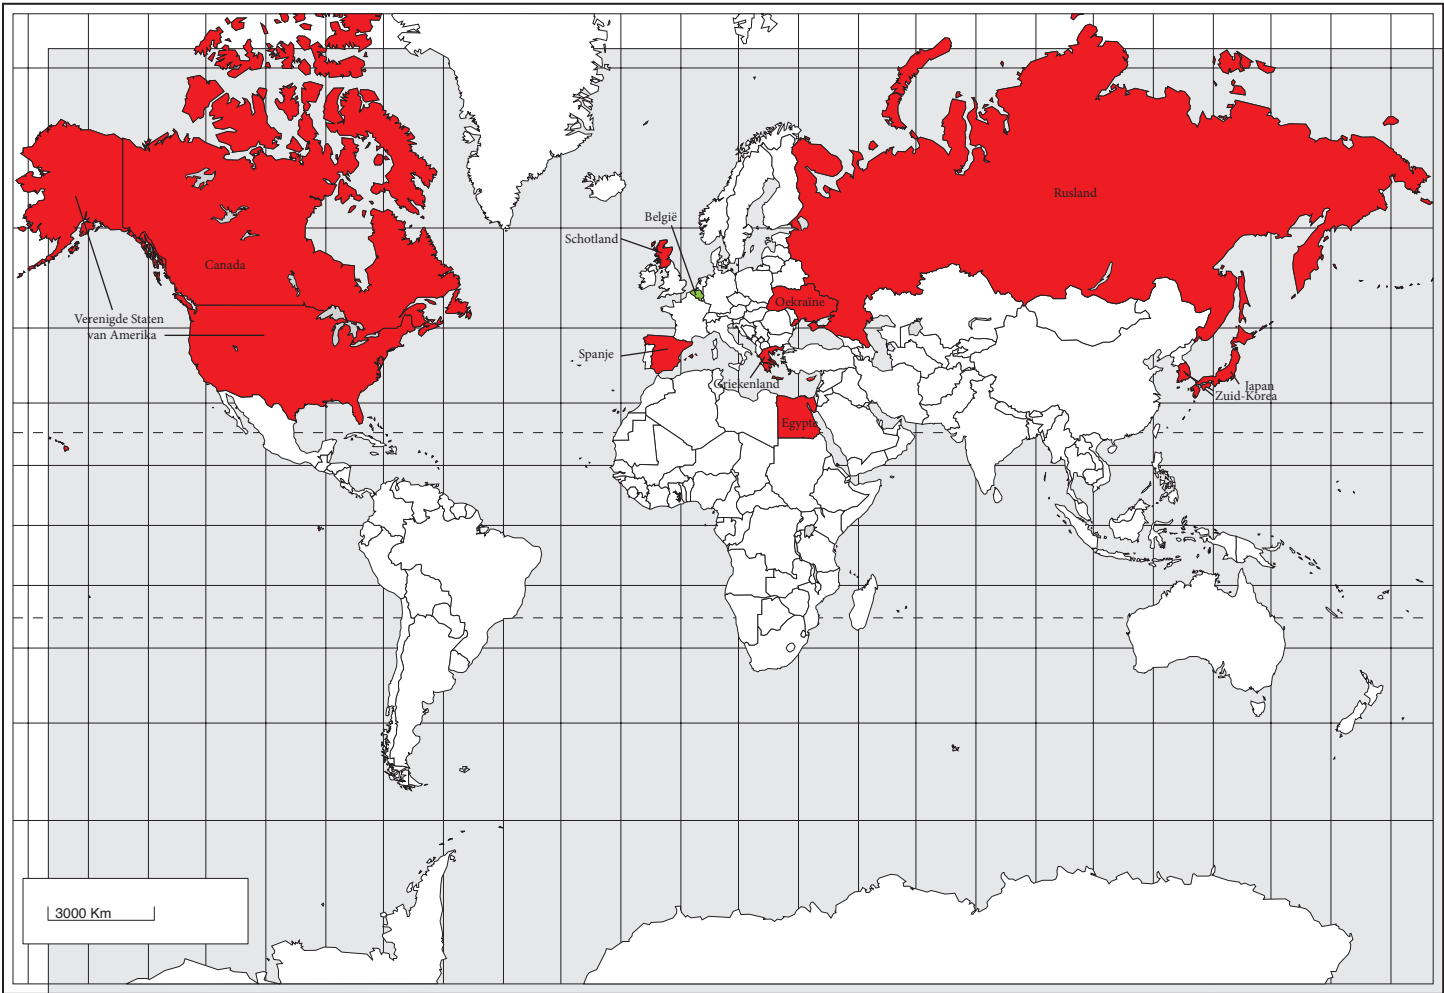 Rusland
België
Schotland
Canada
Oekraïne
Verenigde Staten
van Amerika
Spanje
Griekenland
Japan
Zuid-Korea
Egypte
3000 Km